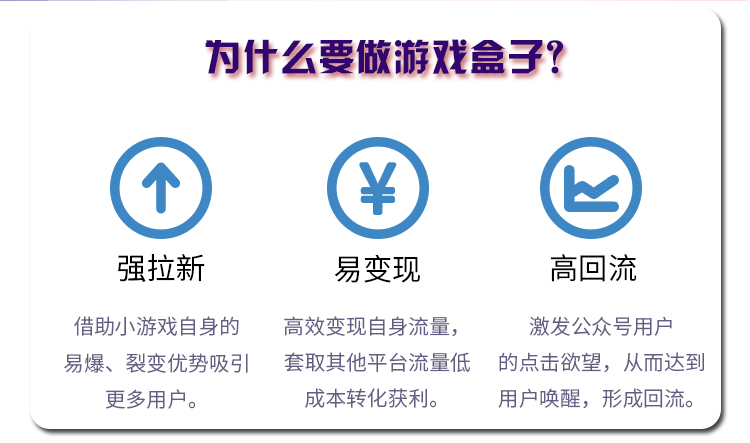 为什么要做游戏盒子?
强拉新
借助小游戏自身的
易爆、裂变优势吸引
更多用户。
易变现
高效变现自身流量，
套取其他平台流量低
成本转化获利。
高回流
激发公众号用户
的点击欲望，从而达到
用户唤醒，形成回流。